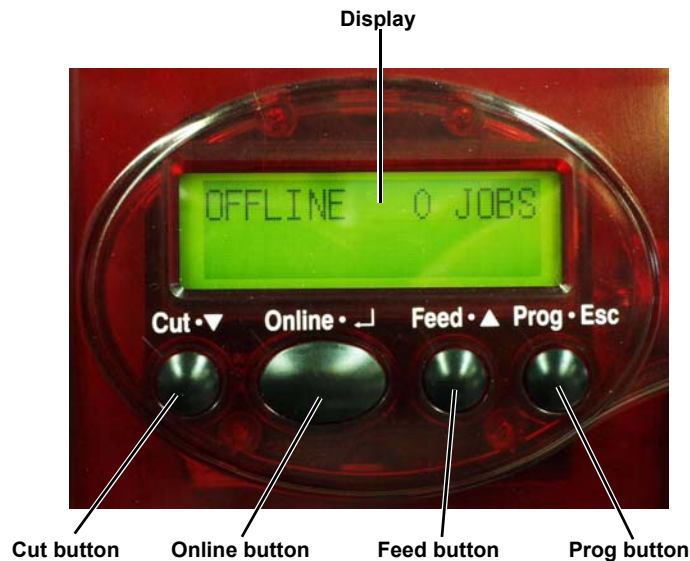 Display
OFFLINE 0 JOBS
Cut • ▼ Online • ↵ Feed • ▲ Prog • Esc
Cut button Online button Feed button Prog button